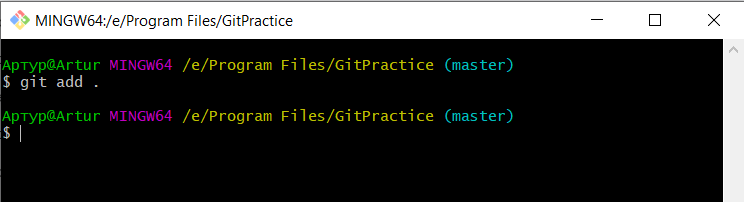 MINGW64:/e/Program Files/GitPractice
Артур@Artur MINGW64 /e/Program Files/GitPractice (master)
$ git add .
Артур@Artur MINGW64 /e/Program Files/GitPractice (master)
$